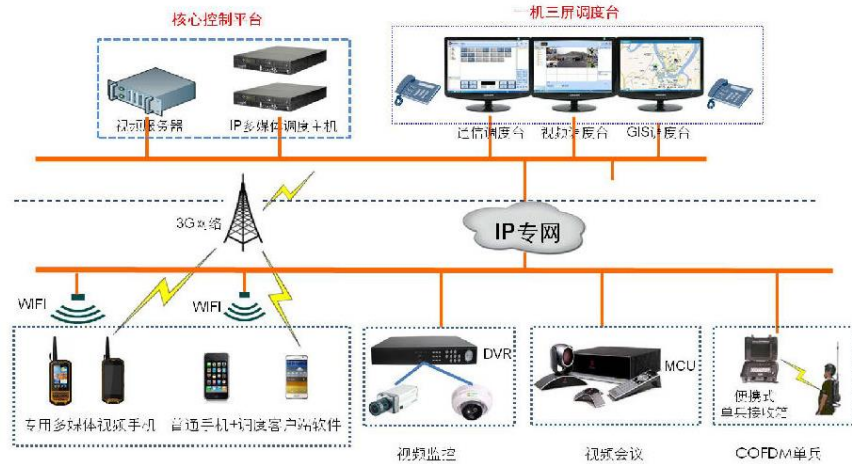 核心控制平台
一机三屏调度台
视频服务器
IP多媒体调度主机
通信调度台
视频调度台
GIS调度台
3G网络
IP专网
WIFI
WIFI
DVR
MCU
便携式
单兵接收箱
专用多媒体视频手机
普通手机+调度客户端软件
视频监控
视频会议
COFDM单兵